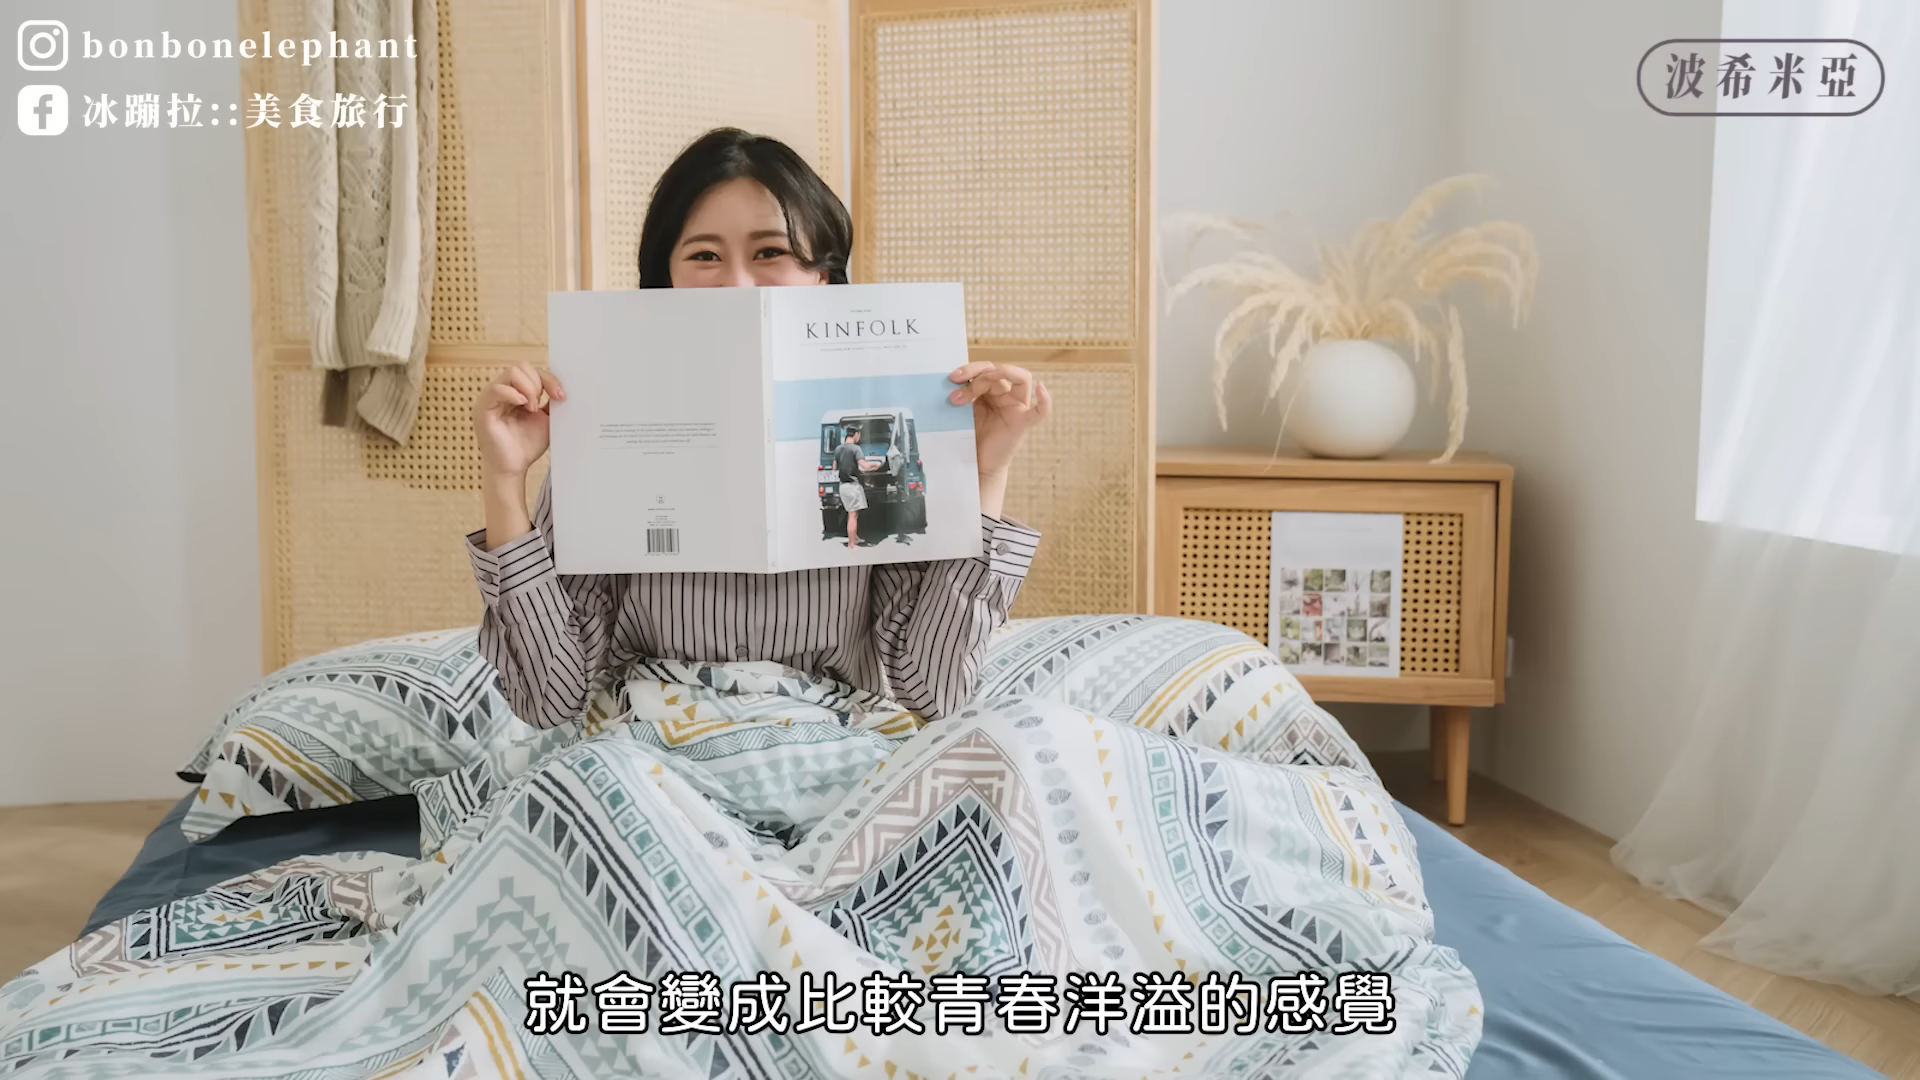 bonbonelephant
冰蹦拉::美食旅行
波希米亞
KINFOLK
就會變成比較青春洋溢的感覺